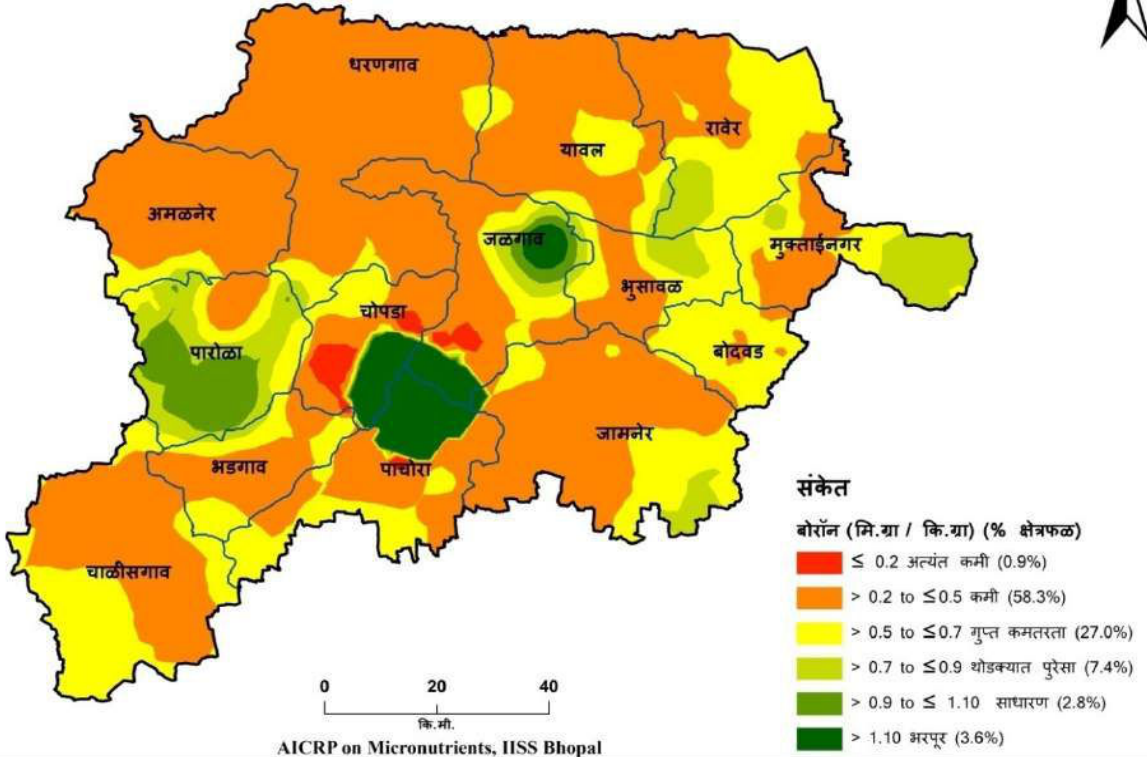 धरणगाव
रावेर
यावल
अमळनेर
जळगाव
मुक्ताईनगर
भुसावळ
चोपडा
पारोळा
बोदवड
जामनेर
भडगाव
पाचोरा
चाळीसगाव
संकेत
बोरॉन (मि.ग्रा / कि.ग्रा) (% क्षेत्रफळ)
≤ 0.2 अत्यंत कमी (0.9%)
> 0.2 to ≤0.5 कमी (58.3%)
> 0.5 to ≤0.7 गुप्त कमतरता (27.0%)
> 0.7 to ≤0.9 थोडक्यात पुरेसा (7.4%)
> 0.9 to ≤ 1.10 साधारण (2.8%)
> 1.10 भरपूर (3.6%)
0 20 40
कि.मी.
AICRP on Micronutrients, IISS Bhopal